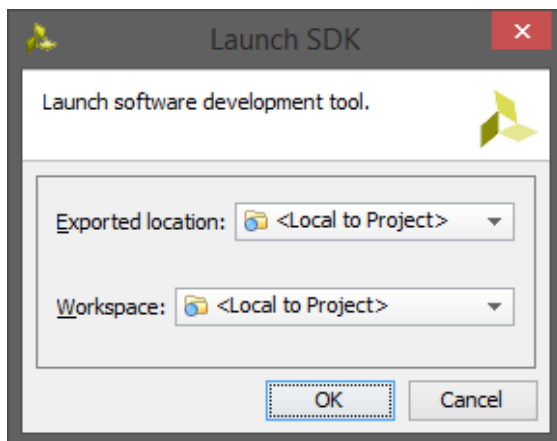 Launch SDK
Launch software development tool.
Exported location: <Local to Project>
Workspace: <Local to Project>
OK Cancel